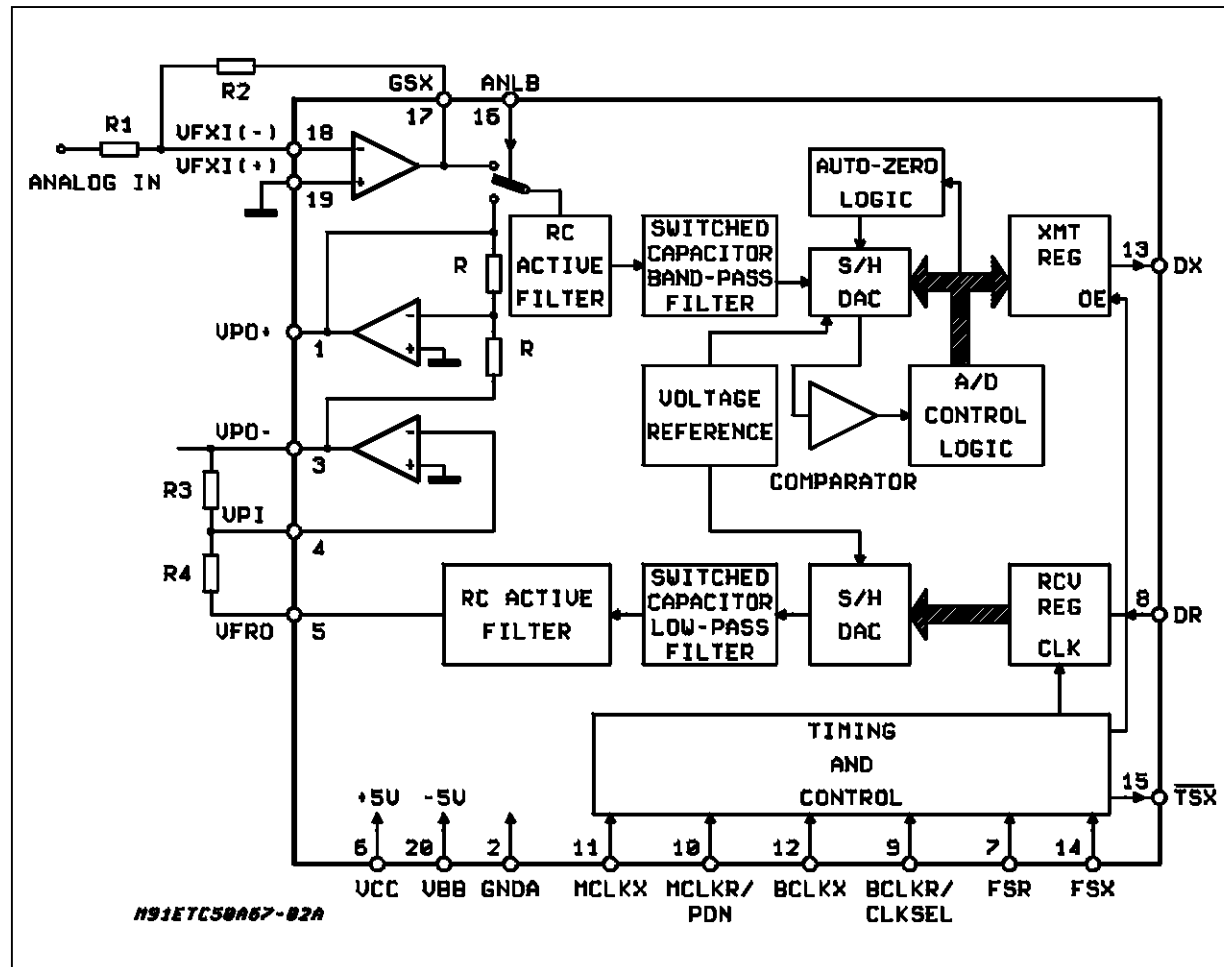 R2
GSX
ANLB
17
16
R1
VFXI(-)
18
VFXI(+)
19
ANALOG IN
AUTO-ZERO
LOGIC
RC
ACTIVE
FILTER
SWITCHED
CAPACITOR
BAND-PASS
FILTER
S/H
DAC
XMT
REG
OE
13
DX
R
R
VPO+
1
VOLTAGE
REFERENCE
COMPARATOR
A/D
CONTROL
LOGIC
VPO-
3
R3
VPI
4
R4
VFRO
5
RC ACTIVE
FILTER
SWITCHED
CAPACITOR
LOW-PASS
FILTER
S/H
DAC
RCV
REG
CLK
8
DR
TIMING
AND
CONTROL
15
TSX
+5V
-5V
6
20
2
11
10
12
9
7
14
VCC
VBB
GNDA
MCLKX
MCLKR/
PDN
BCLKX
BCLKR/
CLKSEL
FSR
FSX
M91ETC50A67-02A